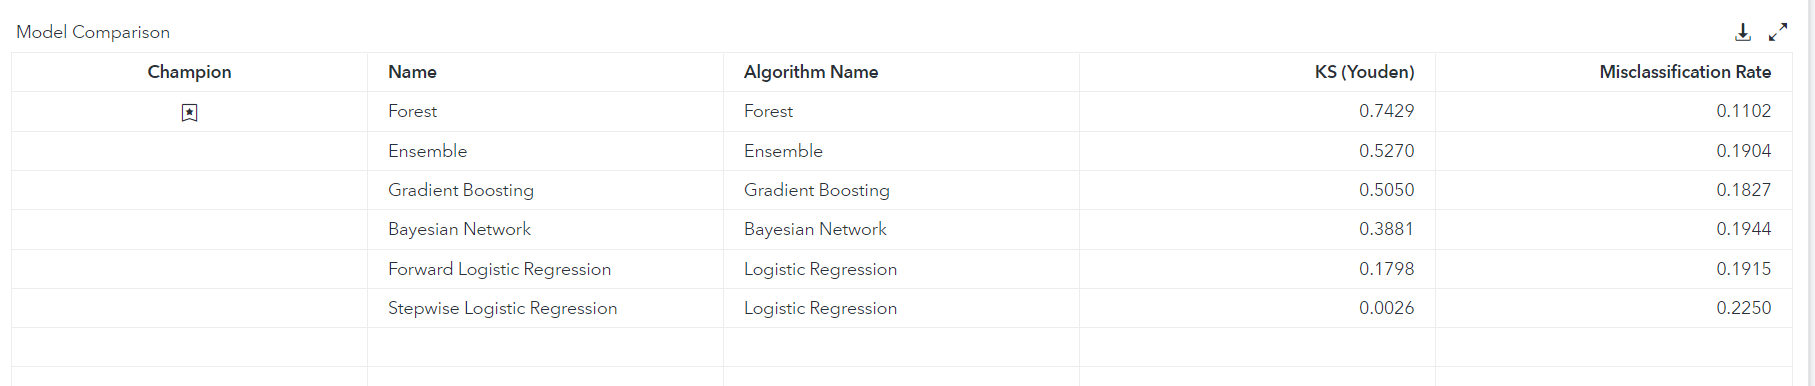 Model Comparison
Champion Name Algorithm Name KS (Youden) Misclassification Rate
Forest Forest 0.7429 0.1102
Ensemble Ensemble 0.5270 0.1904
Gradient Boosting Gradient Boosting 0.5050 0.1827
Bayesian Network Bayesian Network 0.3881 0.1944
Forward Logistic Regression Logistic Regression 0.1798 0.1915
Stepwise Logistic Regression Logistic Regression 0.0026 0.2250